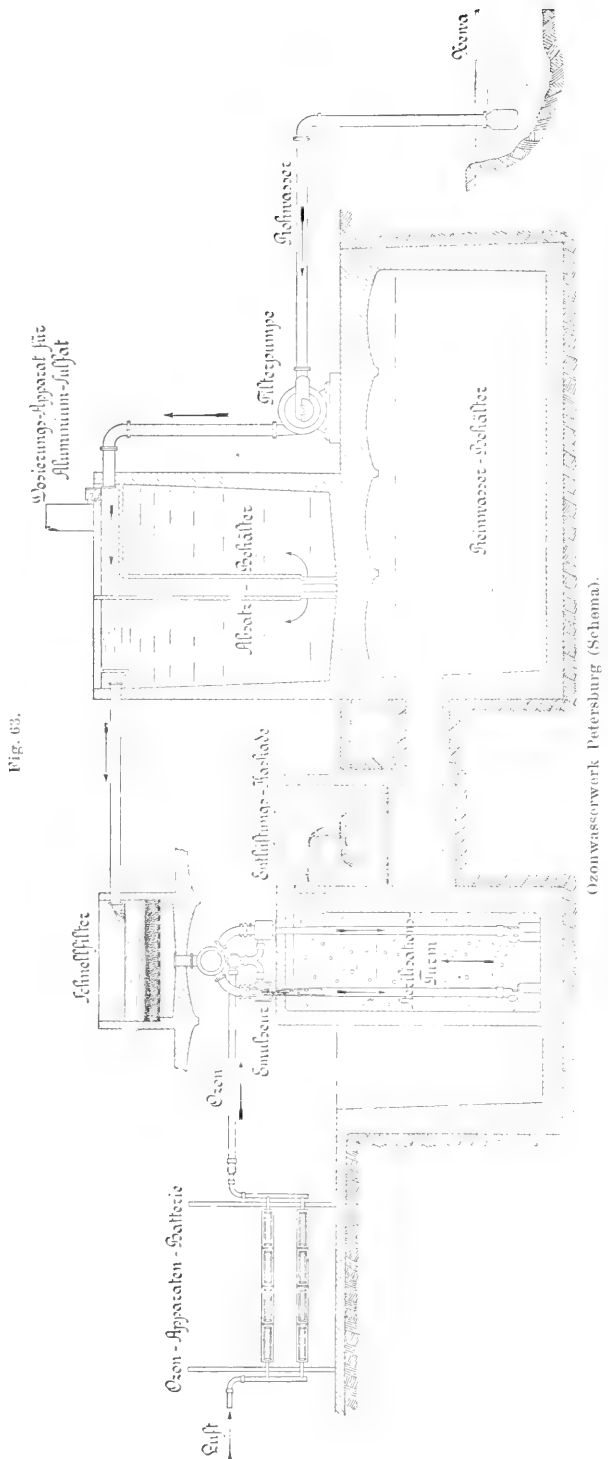 Fig. 63.
Luft
Ozon-Apparaten-Batterie
Ozon
Schnellfilter
Emulseur
Sterilisations
Turm
Entlüftungs-Kaskade
Dosierungs-Apparat für
Aluminium-Sulfat
Absatz-Behälter
Filterpumpe
Rohwasser
Newa
Reinwasser-Behälter
Ozonwasserwerk Petersburg (Schema).